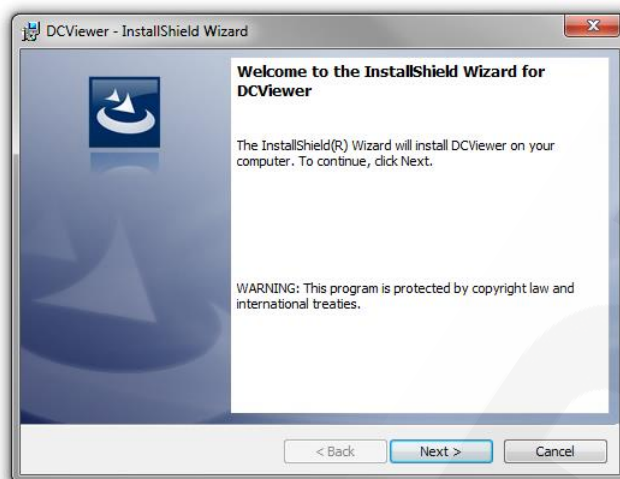 DCViewer - InstallShield Wizard
Welcome to the InstallShield Wizard for
DCViewer
The InstallShield(R) Wizard will install DCViewer on your
computer. To continue, click Next.
WARNING: This program is protected by copyright law and
international treaties.
< Back
Next >
Cancel